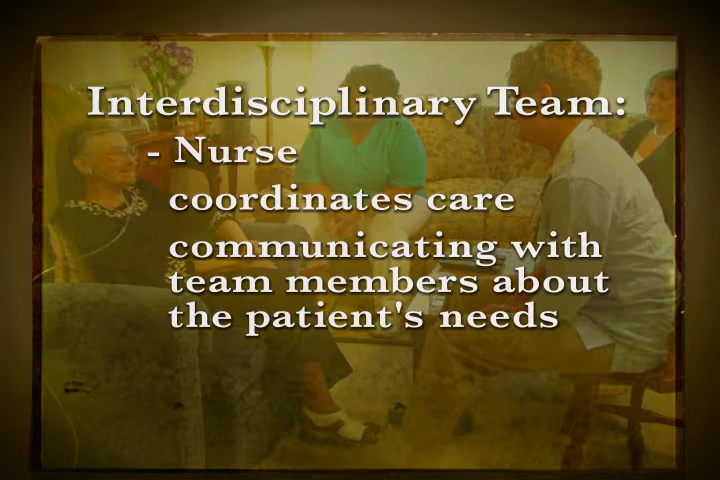 Interdisciplinary Team:
- Nurse
coordinates care
communicating with
team members about
the patient's needs